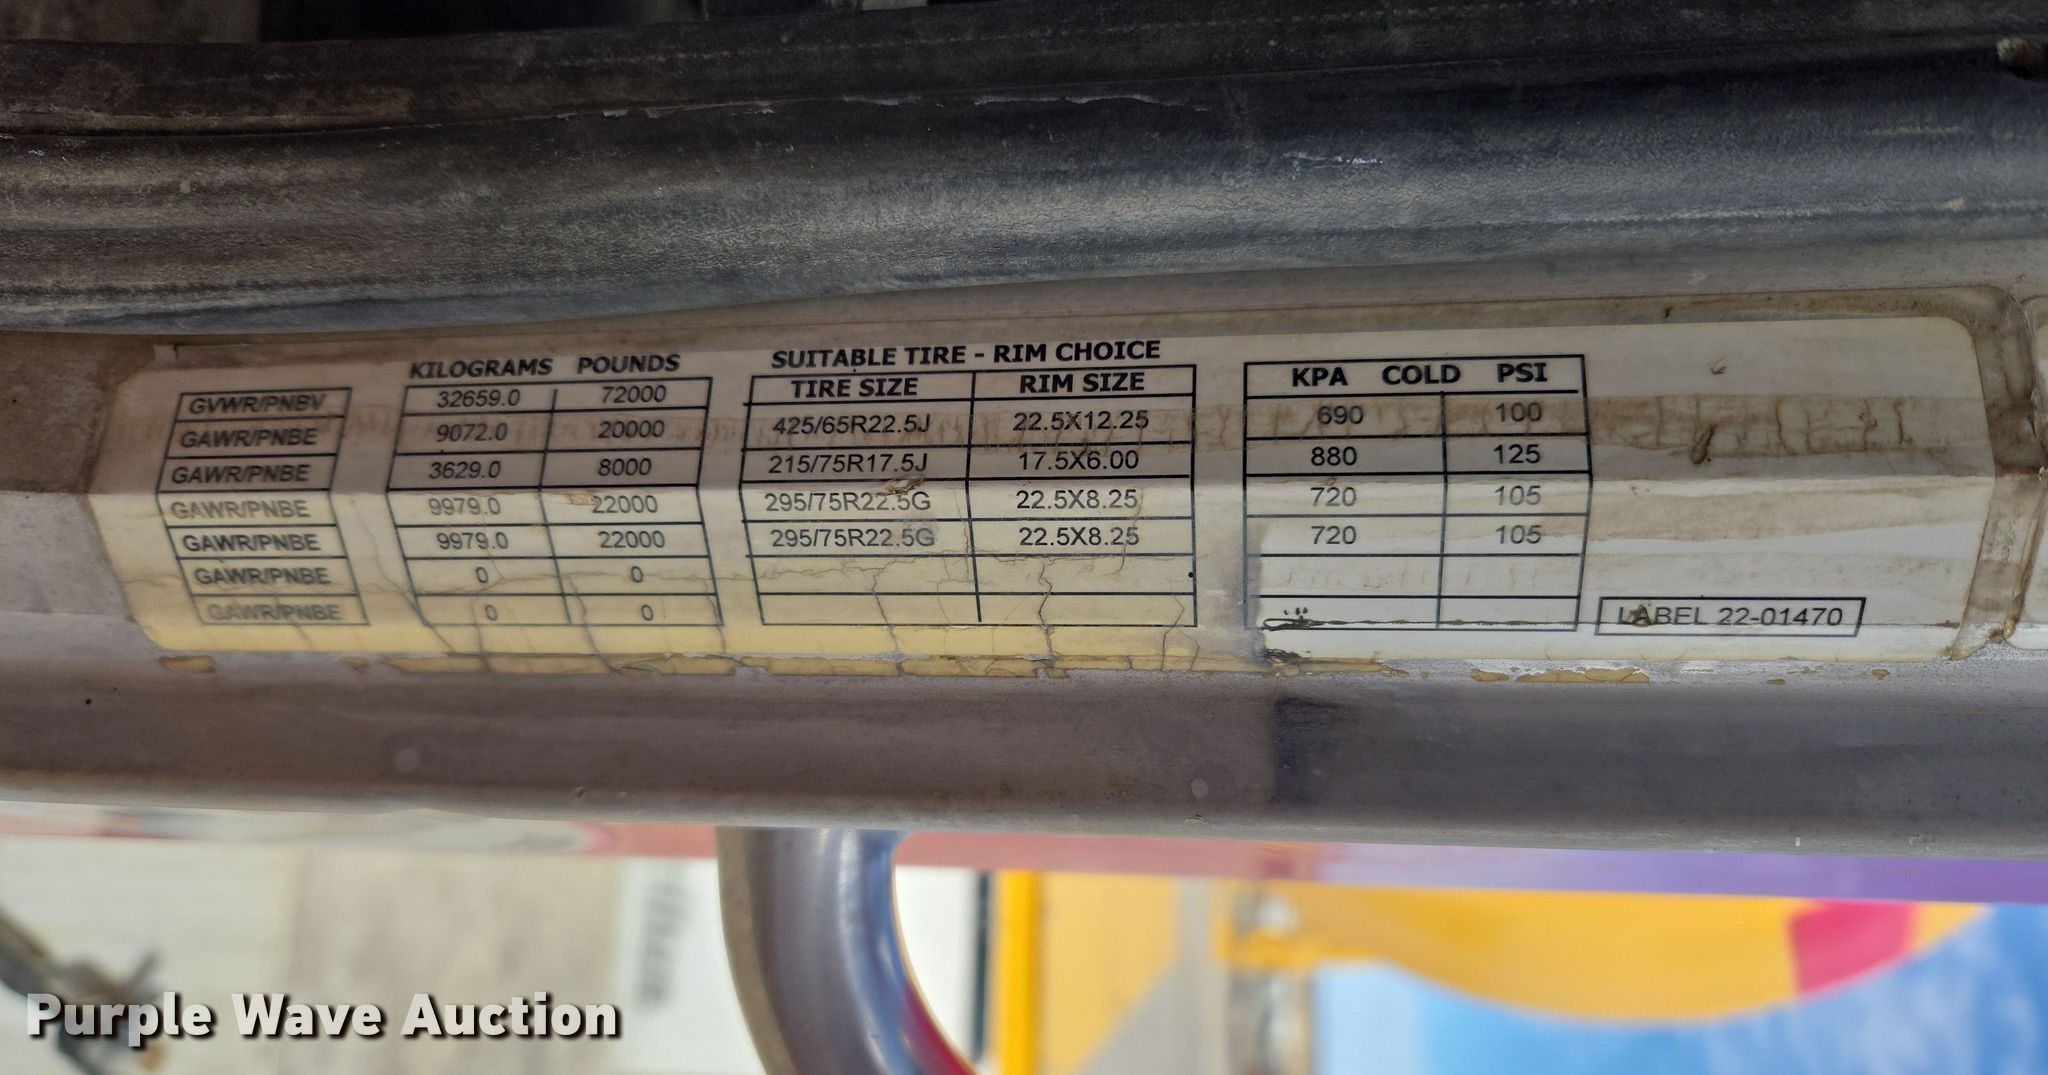 KILOGRAMS POUNDS SUITABLE TIRE - RIM CHOICE
TIRE SIZE RIM SIZE KPA COLD PSI
GVWR/PNBV 32659.0 72000
GAWR/PNBE 9072.0 20000 425/65R22.5J 22.5X12.25 690 100
GAWR/PNBE 3629.0 8000 215/75R17.5J 17.5X6.00 880 125
GAWR/PNBE 9979.0 22000 295/75R22.5G 22.5X8.25 720 105
GAWR/PNBE 9979.0 22000 295/75R22.5G 22.5X8.25 720 105
GAWR/PNBE 0 0
GAWR/PNBE 0 0
LABEL 22-01470
Purple Wave Auction